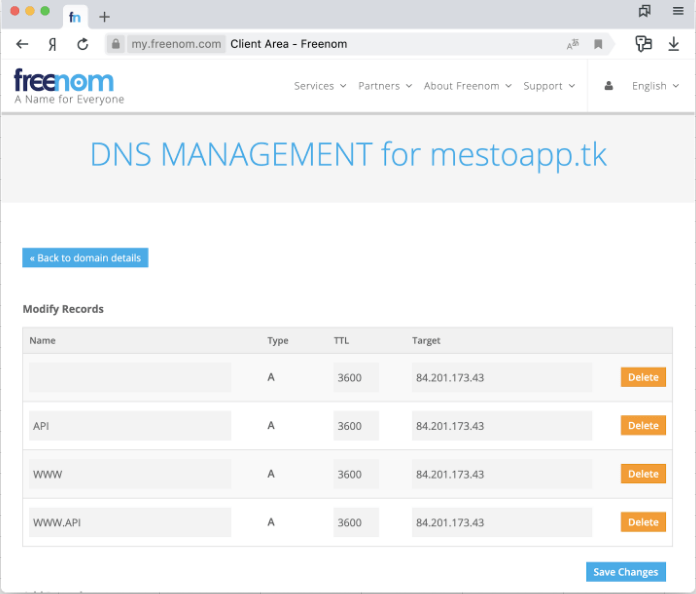 fn
my.freenom.com Client Area - Freenom
freenom
A Name for Everyone
Services Partners About Freenom Support English
DNS MANAGEMENT for mestoapp.tk
« Back to domain details
Modify Records
Name Type TTL Target
A 3600 84.201.173.43 Delete
API A 3600 84.201.173.43 Delete
WWW A 3600 84.201.173.43 Delete
WWW.API A 3600 84.201.173.43 Delete
Save Changes